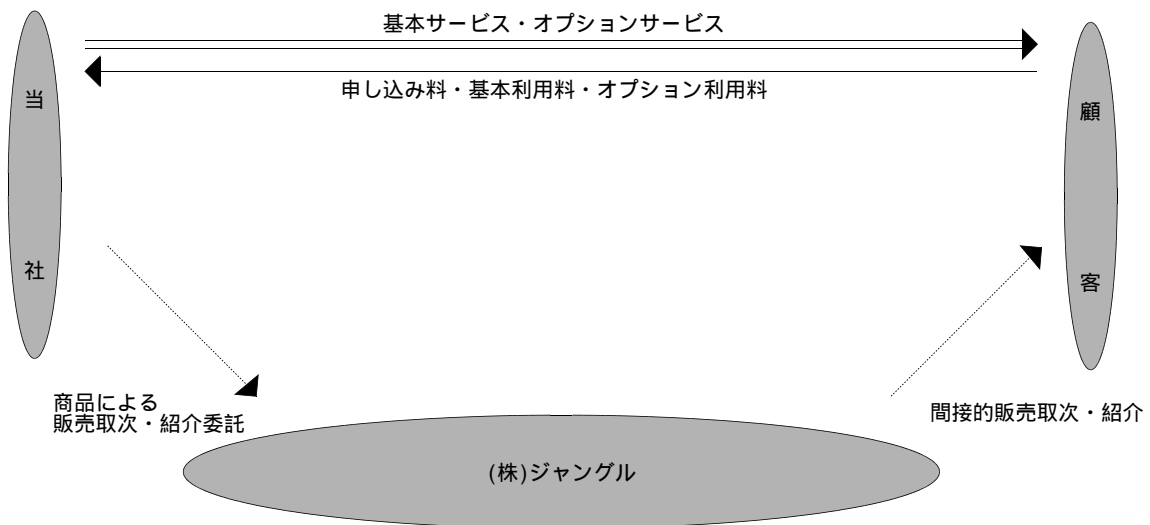 基本サービス・オプションサービス
申し込み料・基本利用料・オプション利用料
当社
顧客
商品による
販売取次・紹介委託
間接的販売取次・紹介
(株)ジャングル